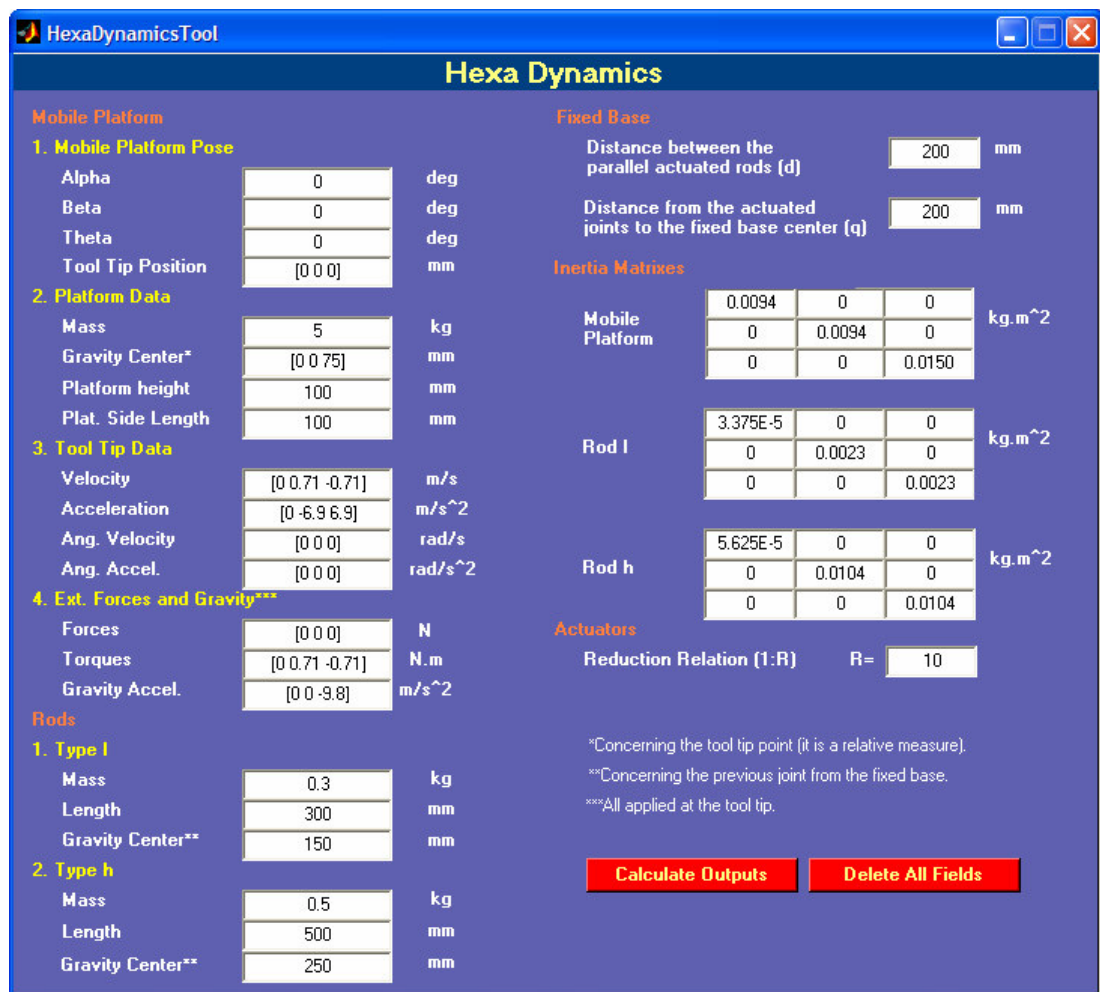 HexaDynamicsTool
Hexa Dynamics
Mobile Platform
1. Mobile Platform Pose
Alpha 0 deg
Beta 0 deg
Theta 0 deg
Tool Tip Position [0 0 0] mm
2. Platform Data
Mass 5 kg
Gravity Center* [0 0 75] mm
Platform height 100 mm
Plat. Side Length 100 mm
3. Tool Tip Data
Velocity [0 0.71 -0.71] m/s
Acceleration [0 -6.9 6.9] m/s^2
Ang. Velocity [0 0 0] rad/s
Ang. Accel. [0 0 0] rad/s^2
4. Ext. Forces and Gravity***
Forces [0 0 0] N
Torques [0 0.71 -0.71] N.m
Gravity Accel. [0 0 -9.8] m/s^2
Rods
1. Type l
Mass 0.3 kg
Length 300 mm
Gravity Center** 150 mm
2. Type h
Mass 0.5 kg
Length 500 mm
Gravity Center** 250 mm
Fixed Base
Distance between the
parallel actuated rods (d) 200 mm
Distance from the actuated
joints to the fixed base center (q) 200 mm
Inertia Matrixes
Mobile
Platform
0.0094 0 0
0 0.0094 0
0 0 0.0150
kg.m^2
Rod l
3.375E-5 0 0
0 0.0023 0
0 0 0.0023
kg.m^2
Rod h
5.625E-5 0 0
0 0.0104 0
0 0 0.0104
kg.m^2
Actuators
Reduction Relation (1:R) R= 10
*Concerning the tool tip point (it is a relative measure).
**Concerning the previous joint from the fixed base.
***All applied at the tool tip.
Calculate Outputs Delete All Fields